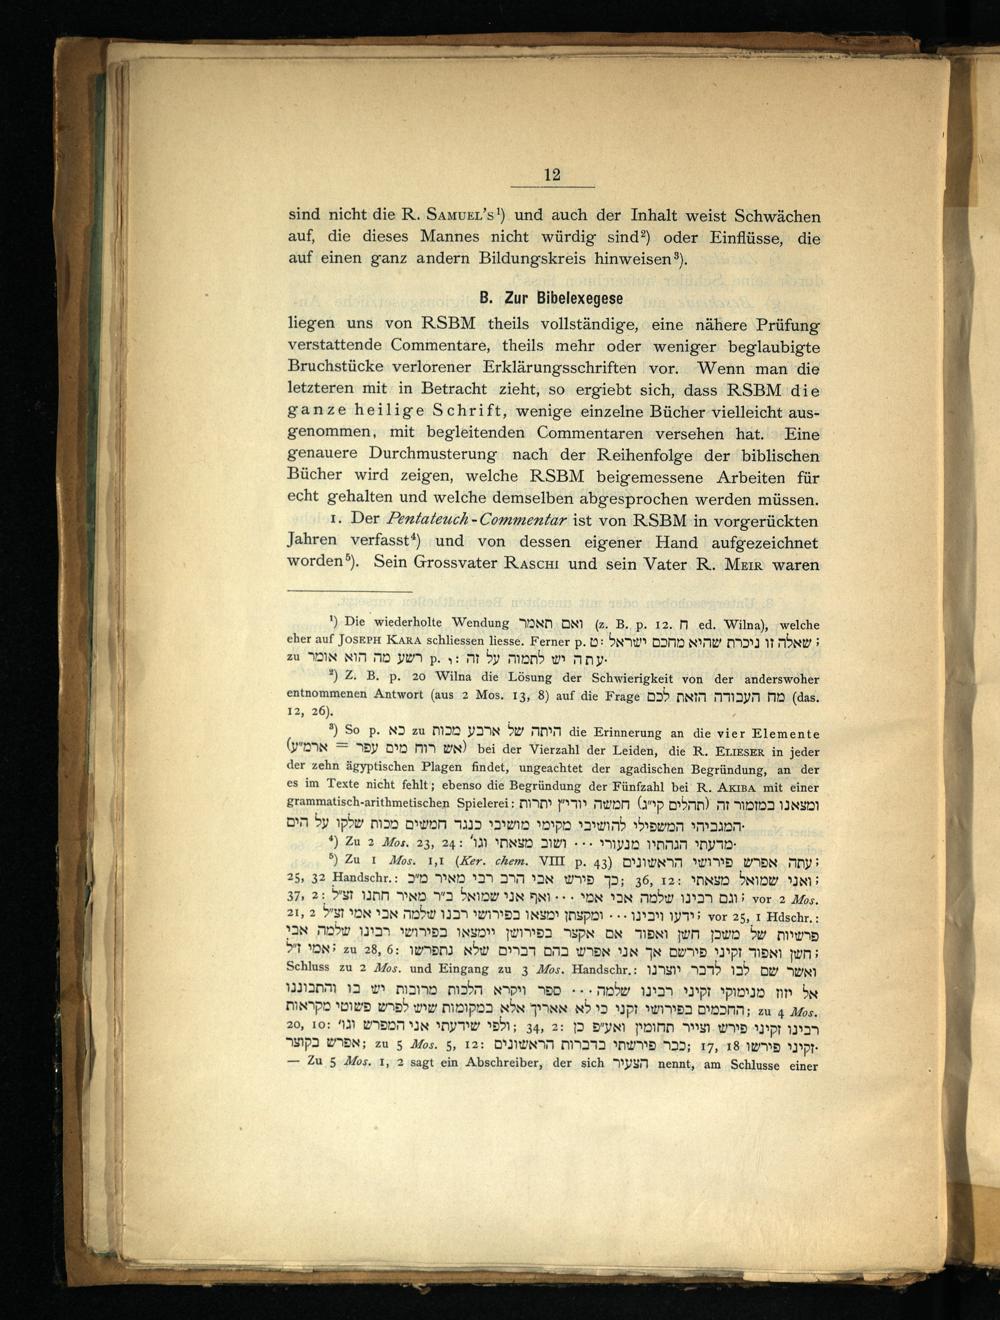 12
sind nicht die R. SAMUEL's¹) und auch der Inhalt weist Schwächen
auf, die dieses Mannes nicht würdig sind²) oder Einflüsse, die
auf einen ganz andern Bildungskreis hinweisen³).
B. Zur Bibelexegese
liegen uns von RSBM theils vollständige, eine nähere Prüfung
verstattende Commentare, theils mehr oder weniger beglaubigte
Bruchstücke verlorener Erklärungsschriften vor. Wenn man die
letzteren mit in Betracht zieht, so ergiebt sich, dass RSBM die
ganze heilige Schrift, wenige einzelne Bücher vielleicht aus-
genommen, mit begleitenden Commentaren versehen hat. Eine
genauere Durchmusterung nach der Reihenfolge der biblischen
Bücher wird zeigen, welche RSBM beigemessene Arbeiten für
echt gehalten und welche demselben abgesprochen werden müssen.
1. Der Pentateuch-Commentar ist von RSBM in vorgerückten
Jahren verfasst⁴) und von dessen eigener Hand aufgezeichnet
worden⁵). Sein Grossvater RASCHI und sein Vater R. MEIR waren
¹) Die wiederholte Wendung ואם תאמר (z. B. p. 12. ח ed. Wilna), welche
eher auf JOSEPH KARA schliessen liesse. Ferner p. ט: שאלה זו ניכרת שהיא מחכם ישראל;
zu רשע מה הוא אומר p. י: עתה יש לתמוה על זה.
²) Z. B. p. 20 Wilna die Lösung der Schwierigkeit von der anderswoher
entnommenen Antwort (aus 2 Mos. 13, 8) auf die Frage מה העבודה הזאת לכם (das.
12, 26).
³) So p. כא zu היתה של ארבע מכות die Erinnerung an die vier Elemente
(אש רוח מים עפר = ארמ"ע) bei der Vierzahl der Leiden, die R. ELIESER in jeder
der zehn ägyptischen Plagen findet, ungeachtet der agadischen Begründung, an der
es im Texte nicht fehlt; ebenso die Begründung der Fünfzahl bei R. AKIBA mit einer
grammatisch-arithmetischen Spielerei: ומצאנו במזמור זה (תהלים קי"ג) חמשה יודי"ן יתרות
המגביהי המשפילי להושיבי מקימי מושיבי כנגד חמשים מכות שלקו על הים.
⁴) Zu 2 Mos. 23, 24: ושוב מצאתי וגו' ... מדעתי הגהתיו מנעורי.
⁵) Zu 1 Mos. 1,1 (Ker. chem. VIII p. 43) עתה אפרש פירושי הראשונים;
25, 32 Handschr.: כך פירש אבי הרב רבי מאיר מ"כ; 36, 12: ואני שמואל מצאתי;
37, 2: וגם רבינו שלמה אבי אמי ... ואף אני שמואל ב"ר מאיר חתנו זצ"ל; vor 2 Mos.
21, 2 ידעו ויבינו ... ומקצתן ימצאו בפירושי רבנו שלמה אבי אמי זצ"ל; vor 25, 1 Hdschr.:
פרשיות של משכן חשן ואפוד אם אקצר בפירושן יימצאו בפירושי רבינו שלמה אבי
אמי ז"ל; zu 28, 6: חשן ואפוד זקיני פירשם אך אני אפרש בהם דברים שלא נתפרשו;
Schluss zu 2 Mos. und Eingang zu 3 Mos. Handschr.: ואשר שם לבו לדבר יוצרנו
אל יזוז מנימוקי זקיני רבינו שלמה ... ספר ויקרא הלכות מרובות יש בו והתבוננו
החכמים בפירושי זקני כי לא אאריך אלא במקומות שיש לפרש פשוטי מקראות; zu 4 Mos.
20, 10: ולפי שידעתי אני המפרש וגו'; 34, 2: רבינו זקיני פירש וצייר תחומין ואע"פ כן
אפרש בקוצר; zu 5 Mos. 5, 12: ככר פירשתי בדברות הראשונים; 17, 18 זקיני פירשו.
— Zu 5 Mos. 1, 2 sagt ein Abschreiber, der sich הצעיר nennt, am Schlusse einer